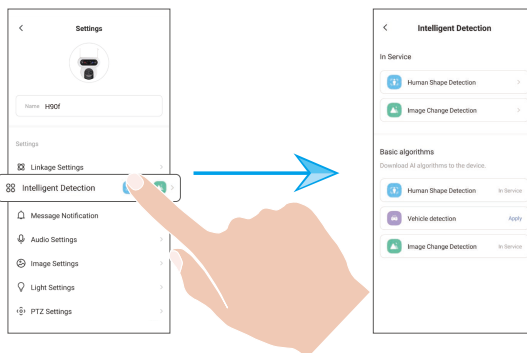 Settings
Name H90f
Settings
Linkage Settings
Intelligent Detection
Message Notification
Audio Settings
Image Settings
Light Settings
PTZ Settings
Intelligent Detection
In Service
Human Shape Detection
Image Change Detection
Basic algorithms
Download AI algorithms to the device.
Human Shape Detection In Service
Vehicle detection Apply
Image Change Detection In Service